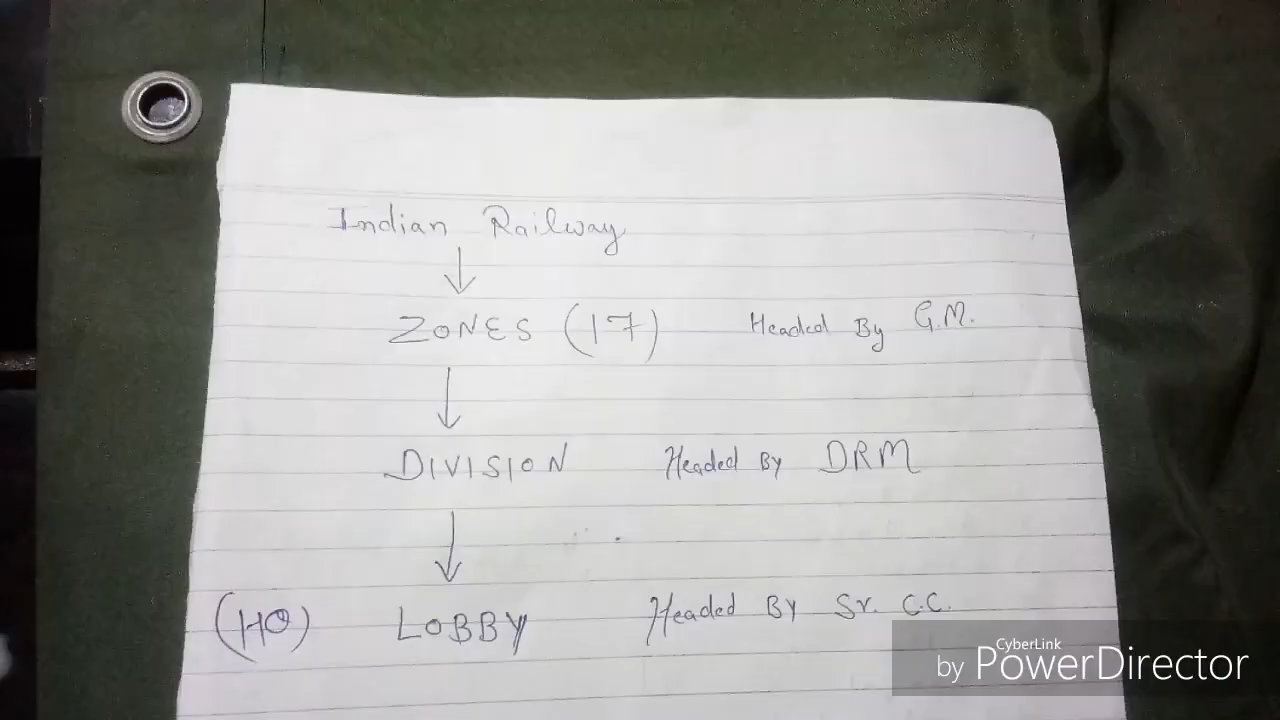 Indian Railway
↓
ZONES (17) Headed By G.M.
↓
DIVISION Headed By DRM
↓
(HQ) LOBBY Headed By Sr. C.C.
CyberLink
by PowerDirector